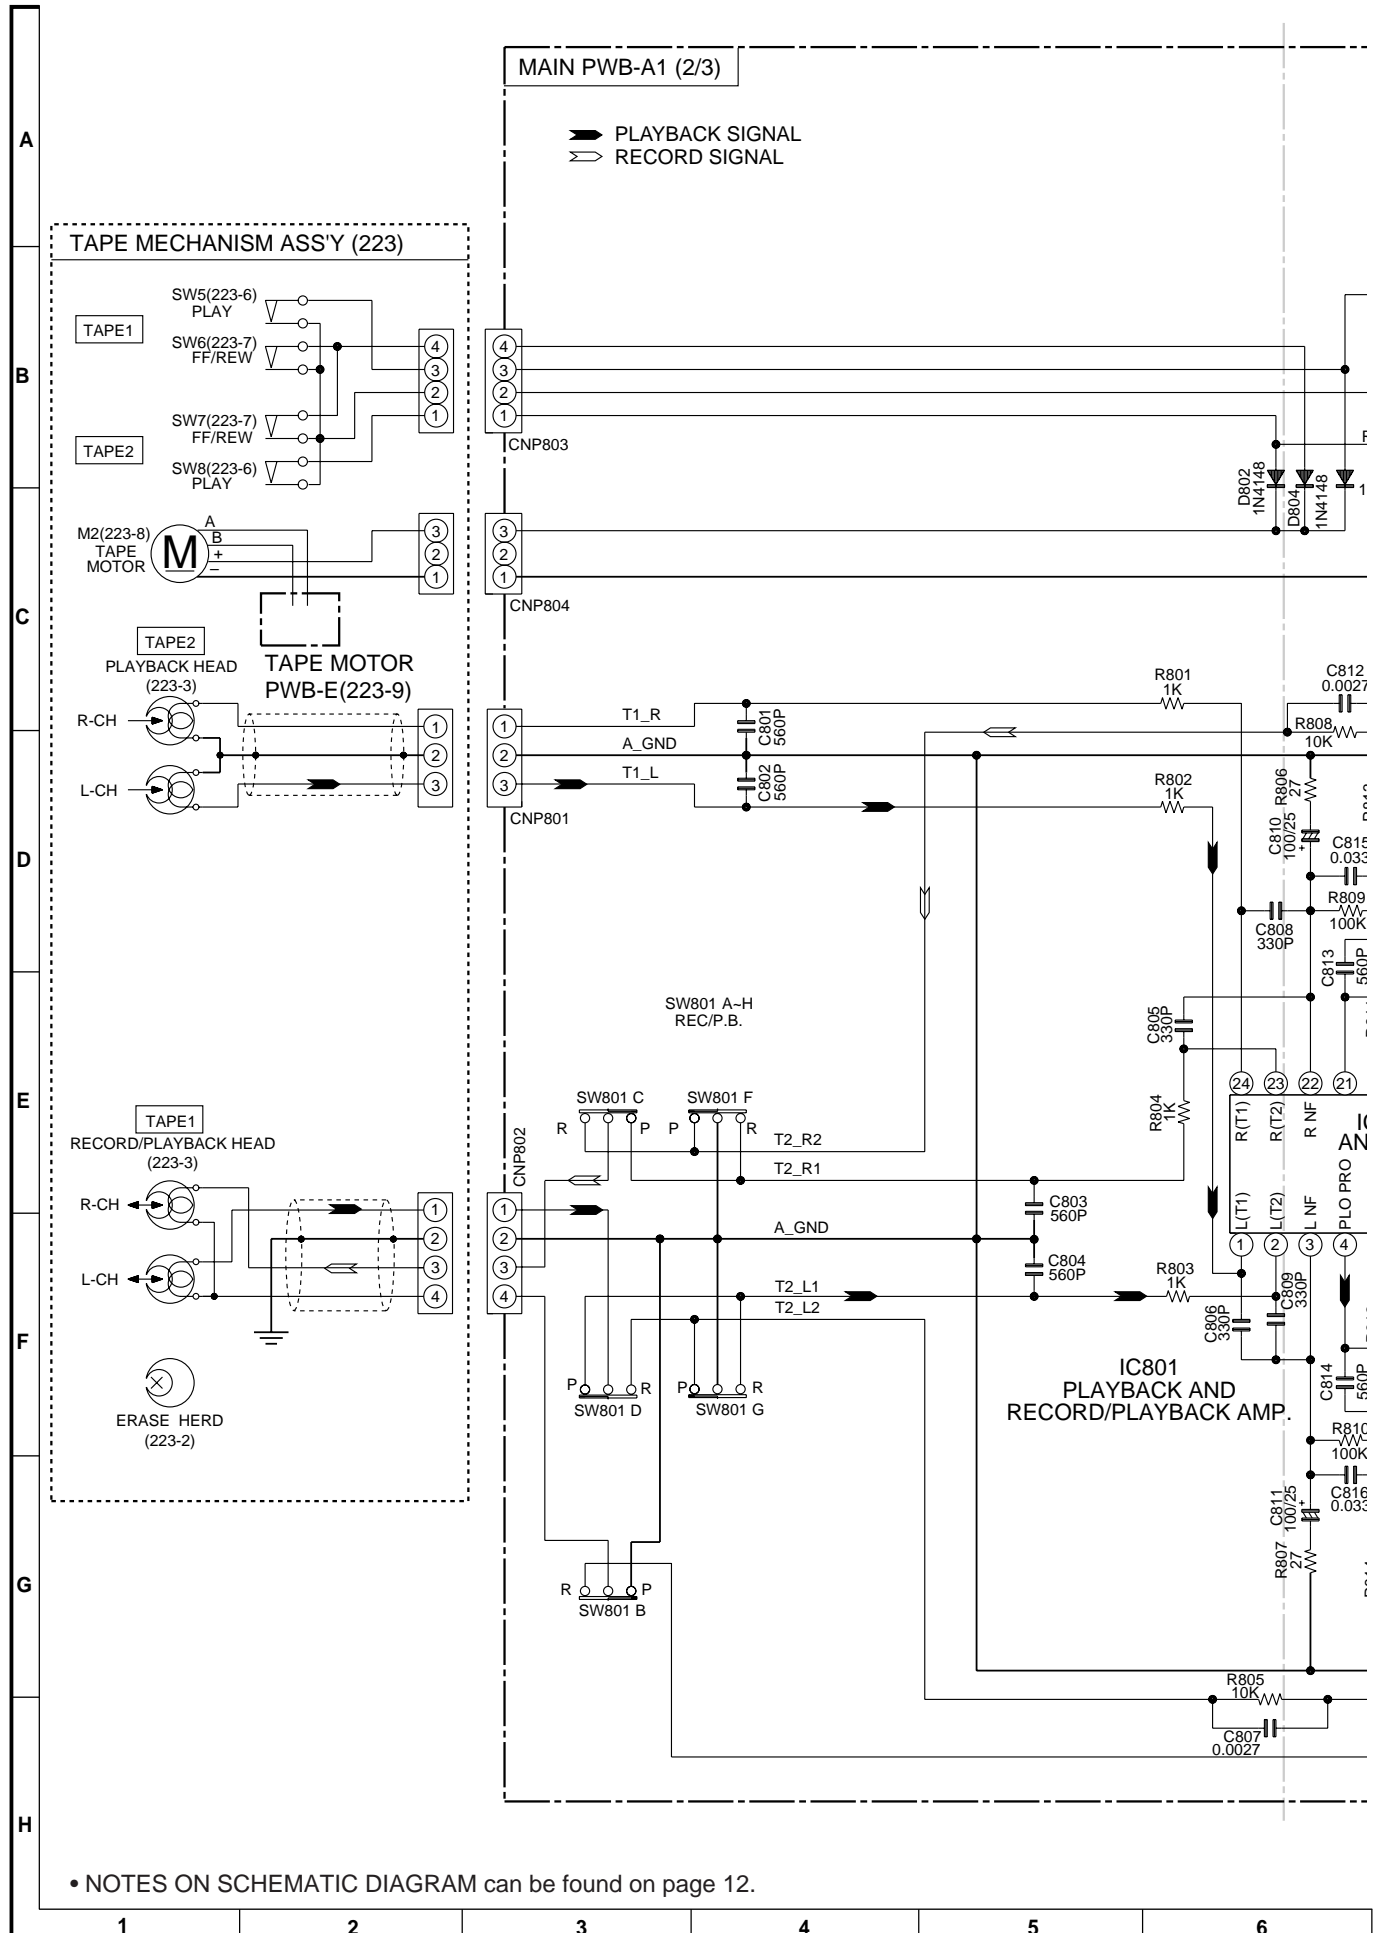 MAIN PWB-A1 (2/3)
PLAYBACK SIGNAL
RECORD SIGNAL
A
B
C
D
E
F
G
H
TAPE MECHANISM ASS'Y (223)
TAPE1
SW5(223-6)
PLAY
SW6(223-7)
FF/REW
TAPE2
SW7(223-7)
FF/REW
SW8(223-6)
PLAY
4
3
2
1
4
3
2
1
CNP803
D802
1N4148
D804
1N4148
1
M2(223-8)
TAPE
MOTOR
M
A
B
+
–
3
2
1
3
2
1
CNP804
TAPE MOTOR
PWB-E(223-9)
TAPE2
PLAYBACK HEAD
(223-3)
R-CH
L-CH
1
2
3
1
2
3
CNP801
T1_R
A_GND
T1_L
C801
560P
C802
560P
R801
1K
R802
1K
C812
0.0027
R808
10K
R806
27
C810
100/25
+
C815
0.033
R809
100K
C808
330P
C813
560P
SW801 A~H
REC/P.B.
C805
330P
R804
1K
24
23
22
21
R(T1)
R(T2)
R NF
L(T1)
L(T2)
L NF
PLO PRO
1
2
3
4
TAPE1
RECORD/PLAYBACK HEAD
(223-3)
R-CH
L-CH
1
2
3
4
CNP802
1
2
3
4
SW801 C
R
P
SW801 F
P
R
T2_R2
T2_R1
A_GND
T2_L1
T2_L2
C803
560P
C804
560P
R803
1K
C806
330P
C809
330P
C814
560P
P
R
SW801 D
P
R
SW801 G
IC801
PLAYBACK AND
RECORD/PLAYBACK AMP.
R810
100K
C816
0.033
C811
100/25
+
R807
27
ERASE HERD
(223-2)
R
P
SW801 B
R805
10K
C807
0.0027
• NOTES ON SCHEMATIC DIAGRAM can be found on page 12.
1
2
3
4
5
6